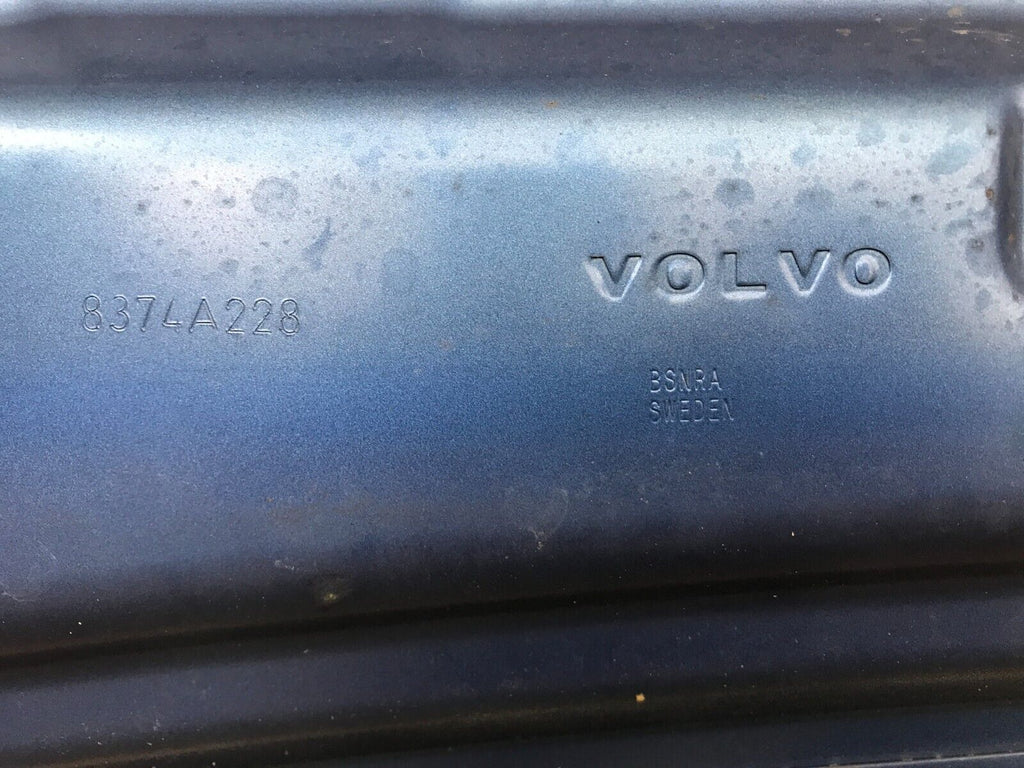 8374A228
VOLVO
BSNRA
SWEDEN